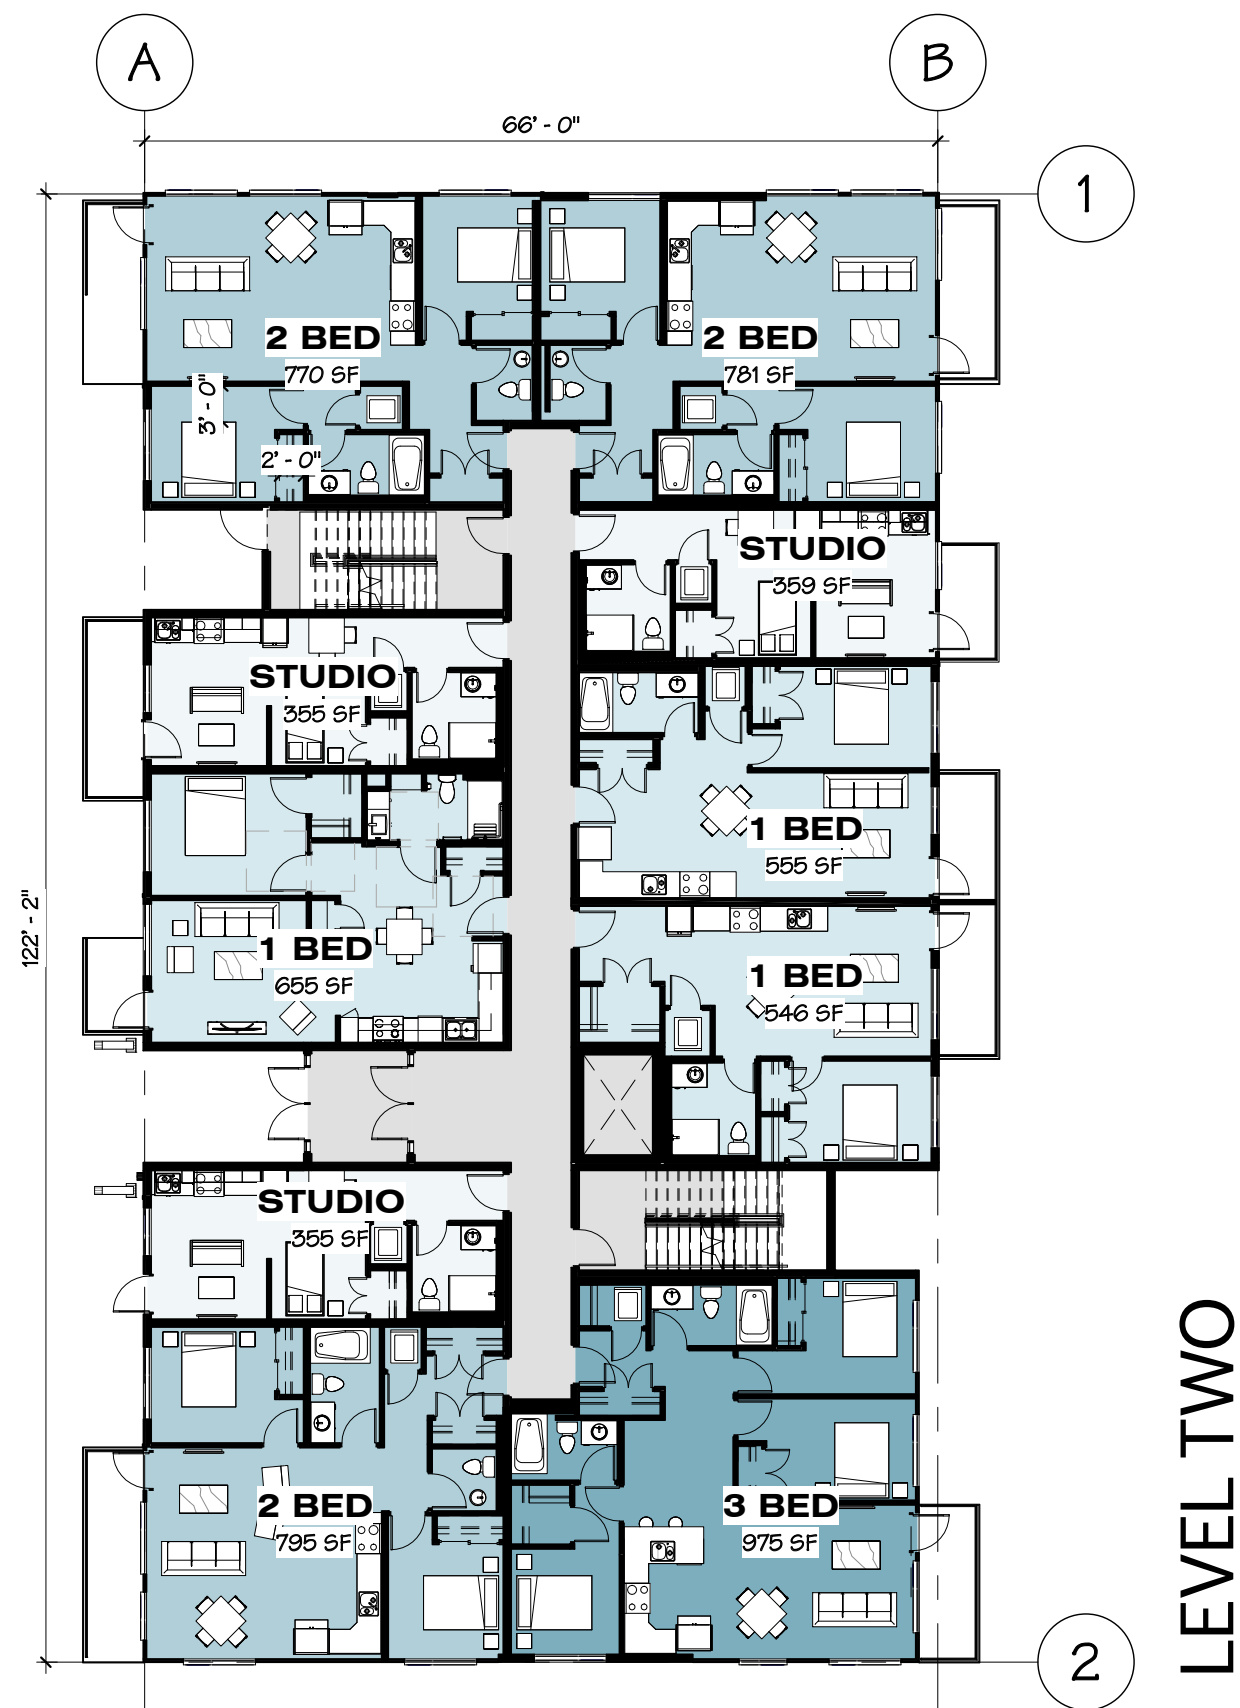 A
B
66' - 0"
1
2 BED
770 SF
2 BED
781 SF
3' - 0"
2' - 0"
STUDIO
359 SF
STUDIO
355 SF
1 BED
555 SF
122' - 2"
1 BED
655 SF
1 BED
546 SF
STUDIO
355 SF
2 BED
795 SF
3 BED
975 SF
LEVEL TWO
2